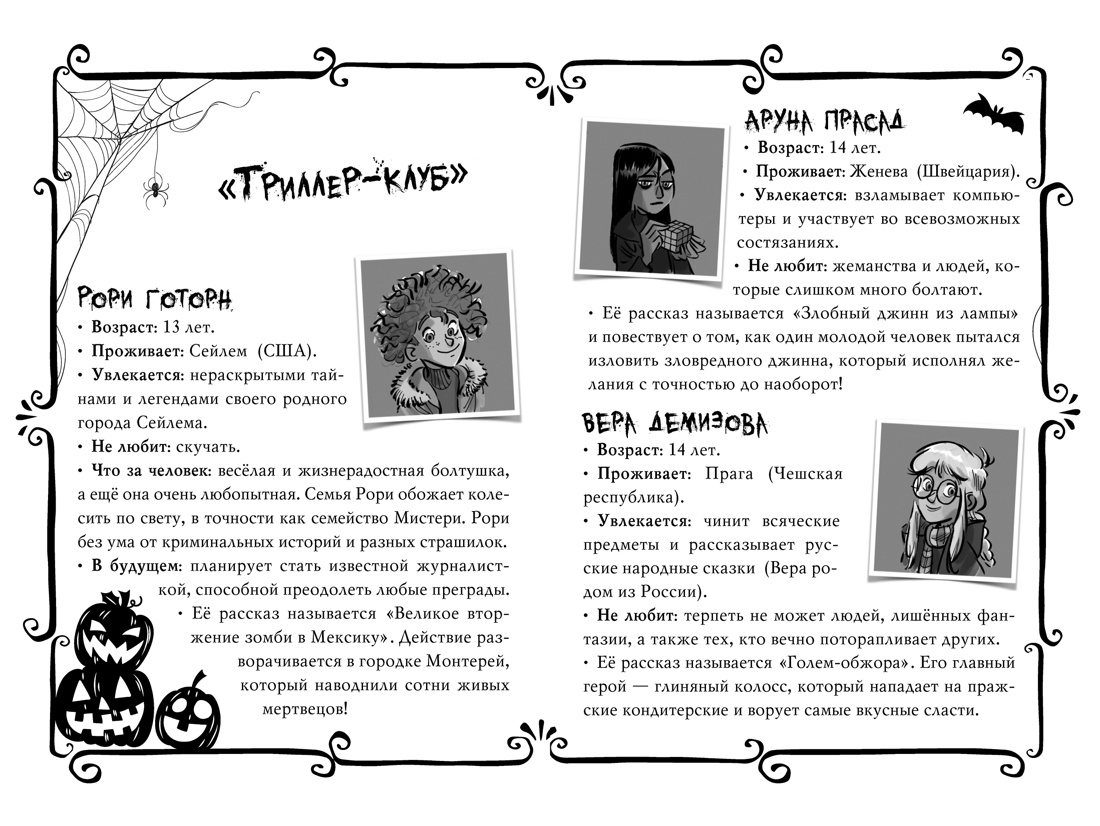 «Триллер-клуб»
Рори Готорн
• Возраст: 13 лет.
• Проживает: Сейлем (США).
• Увлекается: нераскрытыми тай-
нами и легендами своего родного
города Сейлема.
• Не любит: скучать.
• Что за человек: весёлая и жизнерадостная болтушка,
а ещё она очень любопытная. Семья Рори обожает коле-
сить по свету, в точности как семейство Мистери. Рори
без ума от криминальных историй и разных страшилок.
• В будущем: планирует стать известной журналист-
кой, способной преодолеть любые преграды.
• Её рассказ называется «Великое втор-
жение зомби в Мексику». Действие раз-
ворачивается в городке Монтерей,
который наводнили сотни живых
мертвецов!
Аруна Прасад
• Возраст: 14 лет.
• Проживает: Женева (Швейцария).
• Увлекается: взламывает компью-
теры и участвует во всевозможных
состязаниях.
• Не любит: жеманства и людей, ко-
торые слишком много болтают.
• Её рассказ называется «Злобный джинн из лампы»
и повествует о том, как один молодой человек пытался
изловить зловредного джинна, который исполнял же-
лания с точностью до наоборот!
Вера Демизова
• Возраст: 14 лет.
• Проживает: Прага (Чешская
республика).
• Увлекается: чинит всяческие
предметы и рассказывает рус-
ские народные сказки (Вера ро-
дом из России).
• Не любит: терпеть не может людей, лишённых фан-
тазии, а также тех, кто вечно поторапливает других.
• Её рассказ называется «Голем-обжора». Его главный
герой — глиняный колосс, который нападает на праж-
ские кондитерские и ворует самые вкусные сласти.